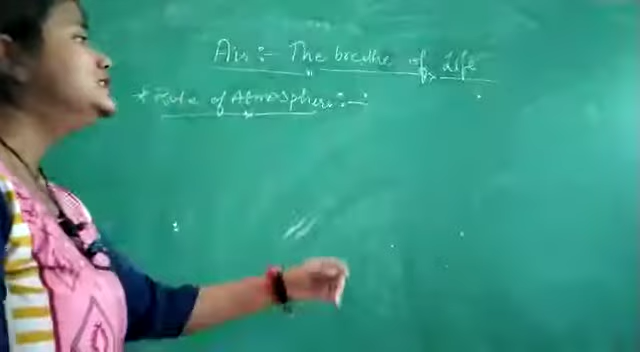 Air :- The breathe of Life
* Role of Atmosphere :-